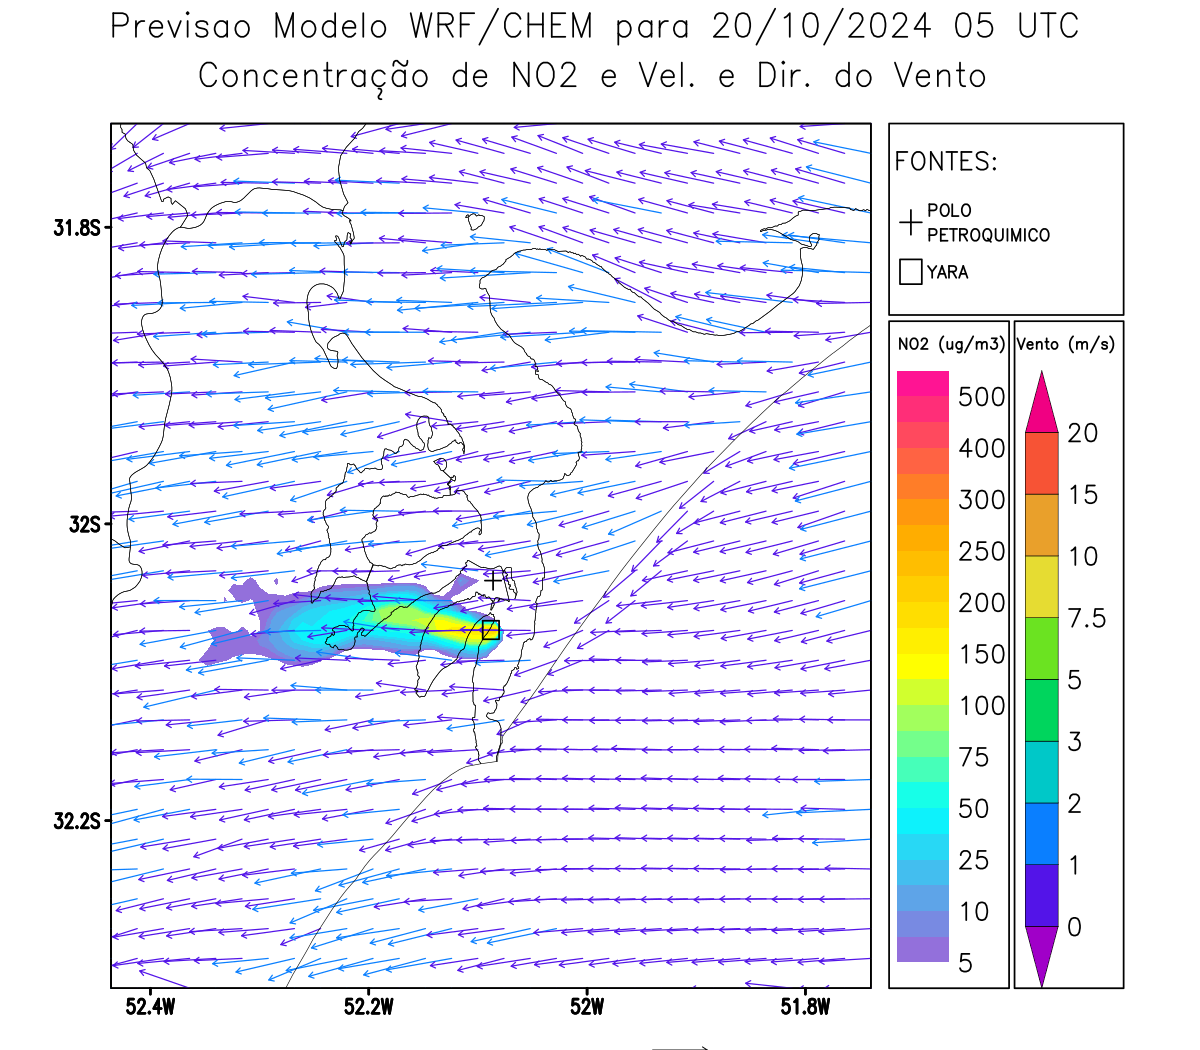 Previsao Modelo WRF/CHEM para 20/10/2024 05 UTC
Concentração de NO2 e Vel. e Dir. do Vento
FONTES:
POLO
PETROQUIMICO
YARA
31.8S
32S
32.2S
52.4W
52.2W
52W
51.8W
NO2 (ug/m3)
500
400
300
250
200
150
100
75
50
25
10
5
Vento (m/s)
20
15
10
7.5
5
3
2
1
0